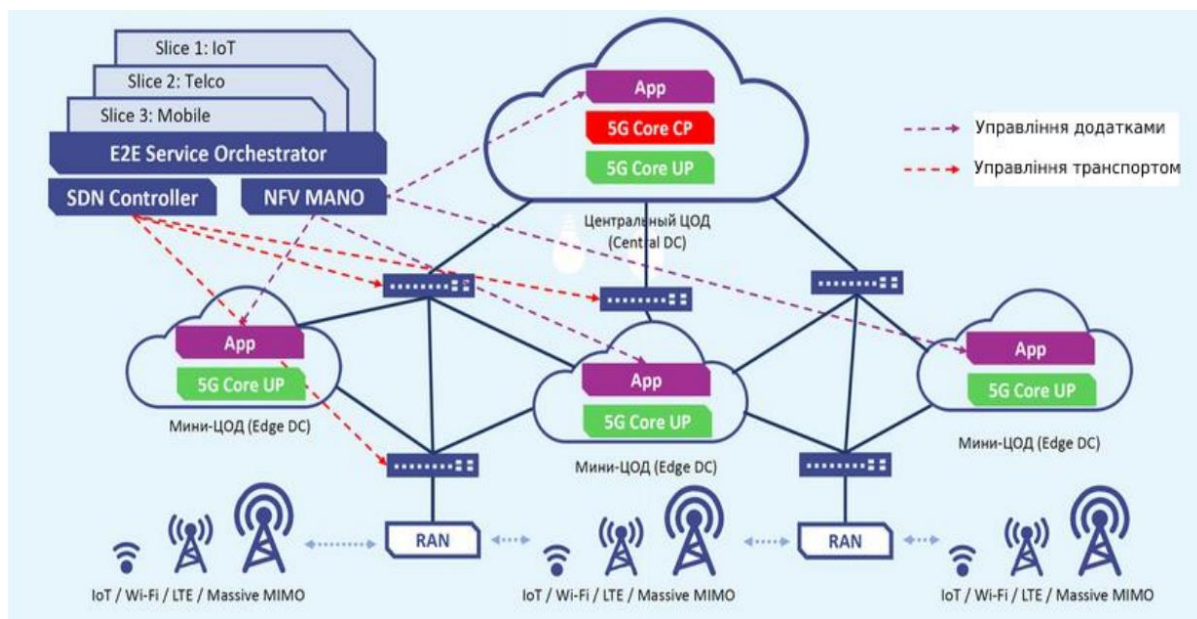 Slice 1: IoT
Slice 2: Telco
Slice 3: Mobile
E2E Service Orchestrator
SDN Controller
NFV MANO
App
5G Core CP
5G Core UP
Центральный ЦОД
(Central DC)
Управління додатками
Управління транспортом
App
5G Core UP
Мини-ЦОД (Edge DC)
App
5G Core UP
Мини-ЦОД (Edge DC)
App
5G Core UP
Мини-ЦОД (Edge DC)
RAN
RAN
IoT / Wi-Fi / LTE / Massive MIMO
IoT / Wi-Fi / LTE / Massive MIMO
IoT / Wi-Fi / LTE / Massive MIMO